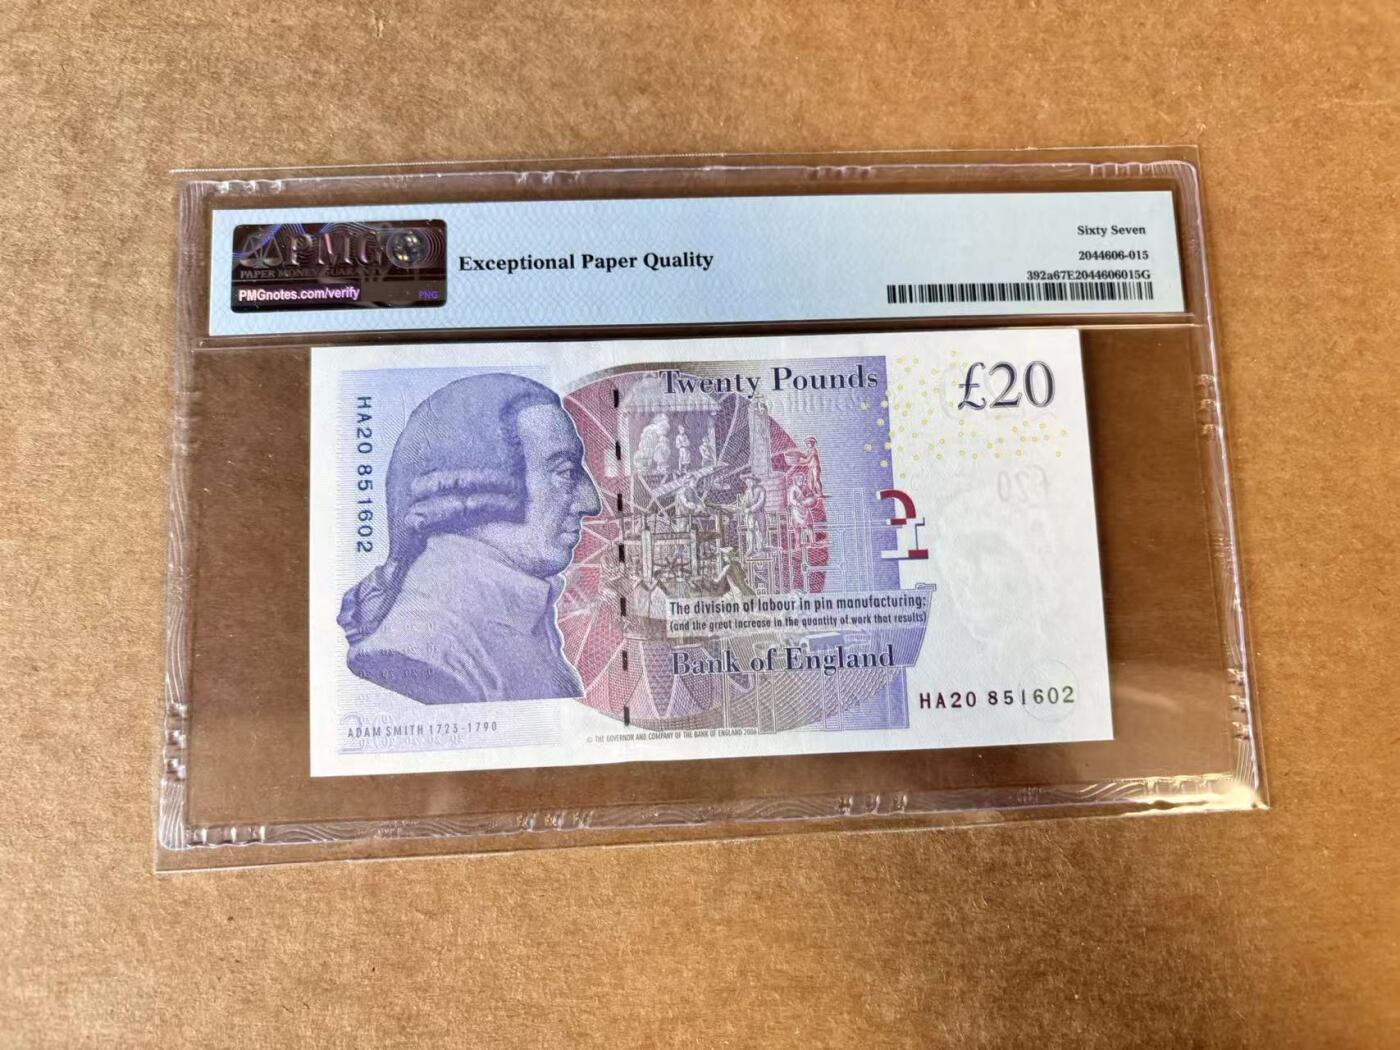 PMG
PAPER MONEY GUARANTY
PMGnotes.com/verify
PNG
Exceptional Paper Quality
Sixty Seven
2044606-015
392a67E2044606015G
HA20 851602
Twenty Pounds
£20
£20
The division of labour in pin manufacturing:
(and the great increase in the quantity of work that results)
Bank of England
HA20 851602
ADAM SMITH 1723-1790
© THE GOVERNOR AND COMPANY OF THE BANK OF ENGLAND 2006